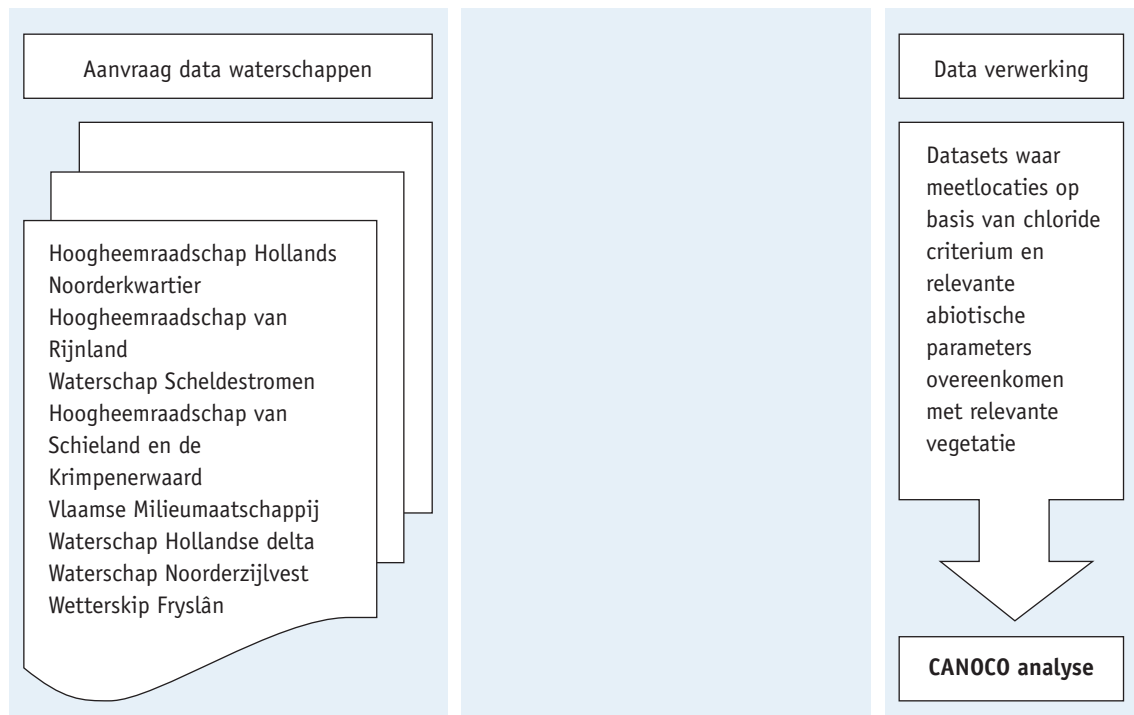 Aanvraag data waterschappen
Hoogheemraadschap Hollands
Noorderkwartier
Hoogheemraadschap van
Rijnland
Waterschap Scheldestromen
Hoogheemraadschap van
Schieland en de
Krimpenerwaard
Vlaamse Milieumaatschappij
Waterschap Hollandse delta
Waterschap Noorderzijlvest
Wetterskip Fryslân
Data verwerking
Datasets waar
meetlocaties op
basis van chloride
criterium en
relevante
abiotische
parameters
overeenkomen
met relevante
vegetatie
CANOCO analyse